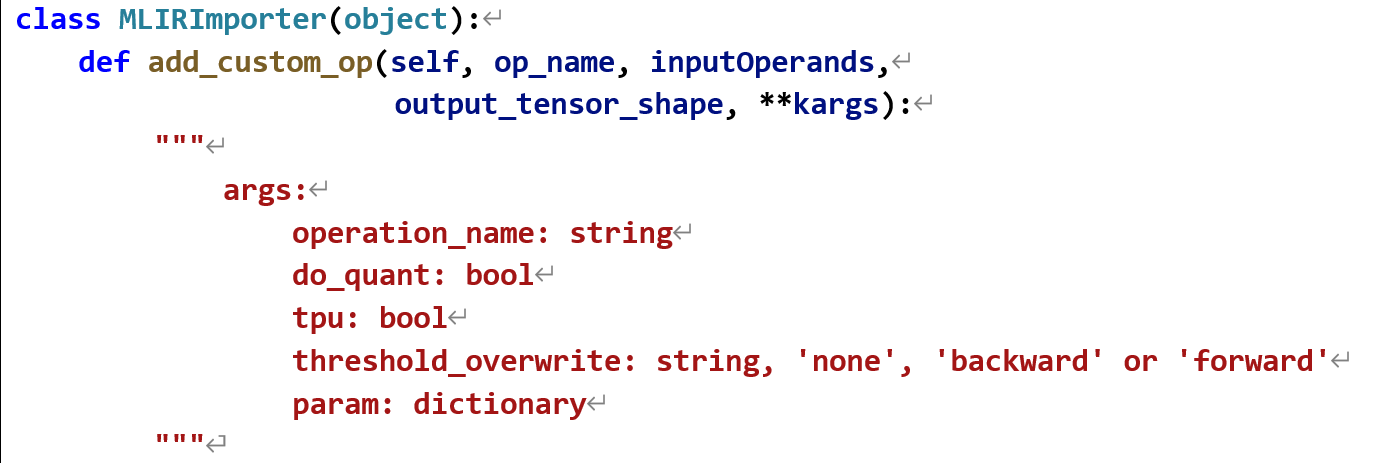 class MLIRImporter(object):↵
def add_custom_op(self, op_name, inputOperands,↵
output_tensor_shape, **kargs):↵
"""↵
args:↵
operation_name: string↵
do_quant: bool↵
tpu: bool↵
threshold_overwrite: string, 'none', 'backward' or 'forward'↵
param: dictionary↵
"""↵